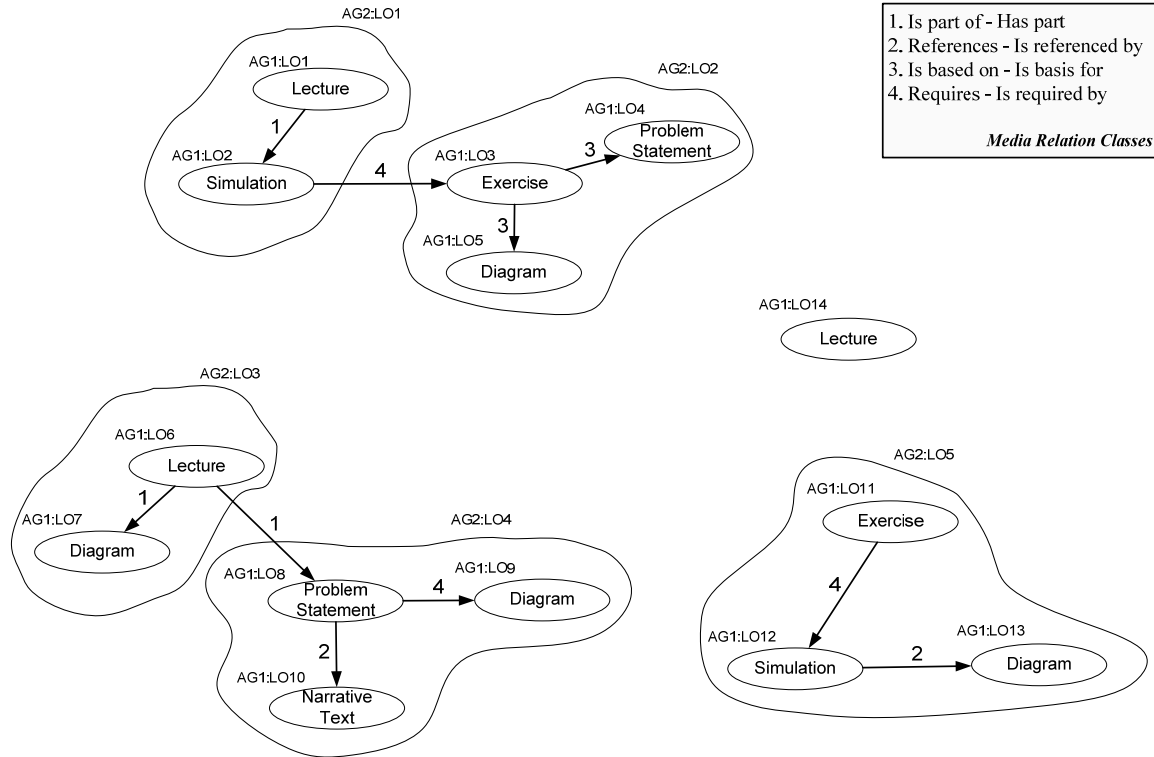 AG2:LO1
AG1:LO1
Lecture
1
AG1:LO2
Simulation
4
AG2:LO2
AG1:LO4
Problem
Statement
AG1:LO3
Exercise
3
3
AG1:LO5
Diagram
1. Is part of - Has part
2. References - Is referenced by
3. Is based on - Is basis for
4. Requires - Is required by
Media Relation Classes
AG1:LO14
Lecture
AG2:LO3
AG1:LO6
Lecture
1
1
AG1:LO7
Diagram
AG2:LO4
AG1:LO8
Problem
Statement
4
AG1:LO9
Diagram
2
AG1:LO10
Narrative
Text
AG2:LO5
AG1:LO11
Exercise
4
AG1:LO12
Simulation
2
AG1:LO13
Diagram